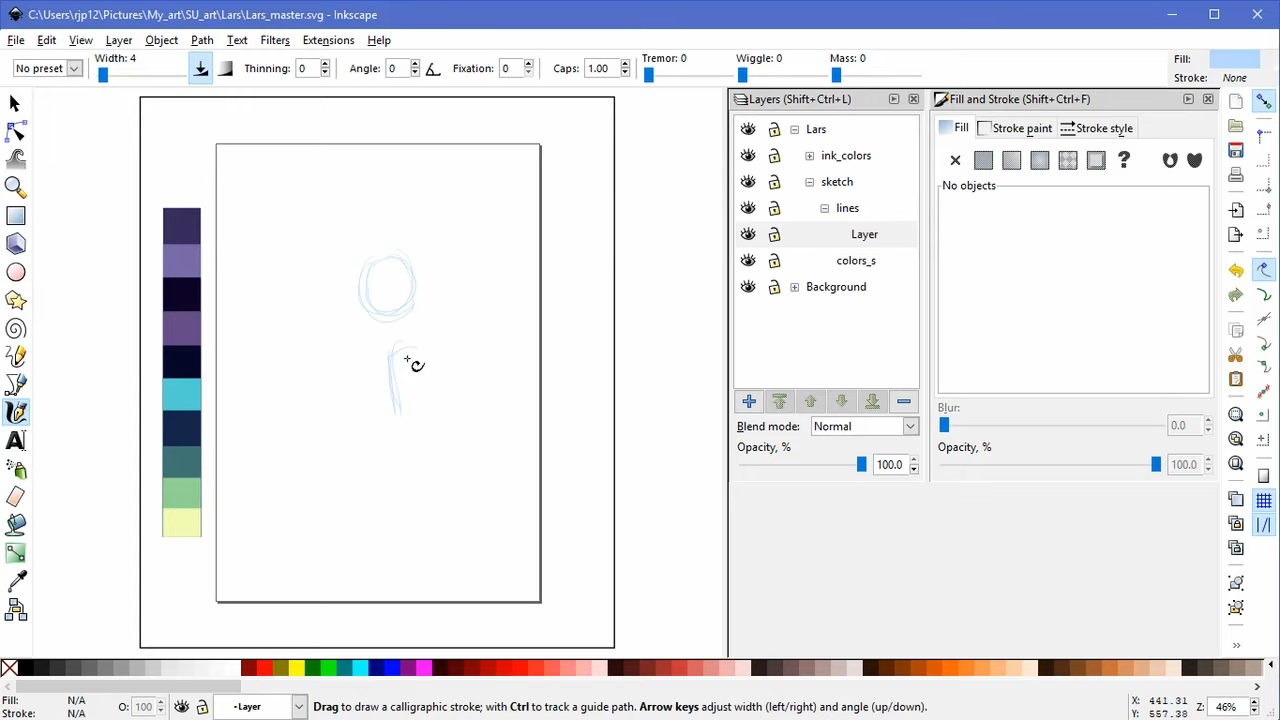 C:\Users\rjp12\Pictures\My_art\SU_art\Lars\Lars_master.svg - Inkscape
File Edit View Layer Object Path Text Filters Extensions Help
No preset Width: 4 Thinning: 0 Angle: 0 Fixation: 0 Caps: 1.00 Tremor: 0 Wiggle: 0 Mass: 0 Fill:
Stroke: None
Layers (Shift+Ctrl+L) Fill and Stroke (Shift+Ctrl+F)
Lars Fill Stroke paint Stroke style
ink_colors
sketch No objects
lines
Layer
colors_s
Background
Blur: 0.0
Blend mode: Normal
Opacity, % 100.0 Opacity, % 100.0
Fill: N/A O: 100 Layer Drag to draw a calligraphic stroke; with Ctrl to track a guide path. Arrow keys adjust width (left/right) and angle (up/down). X: 441.31 Z: 46%
Stroke: N/A Y: 557.38